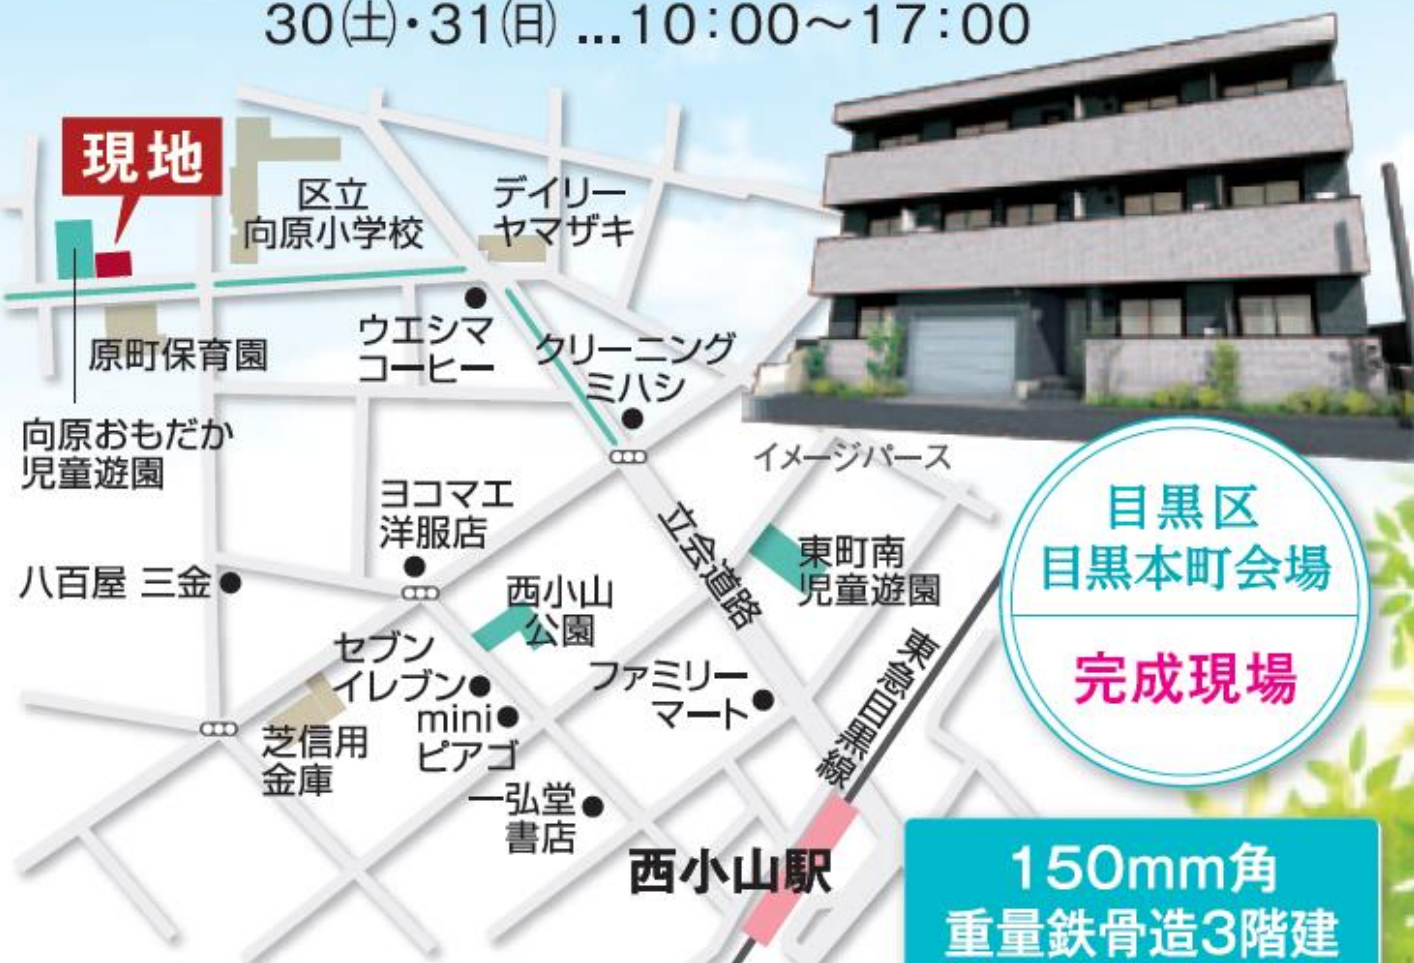 30(土)・31(日) …10:00～17:00
現地
区立
向原小学校
デイリー
ヤマザキ
ウエシマ
コーヒー
クリーニング
ミハシ
原町保育園
向原おもだか
児童遊園
イメージパース
ヨコマエ
洋服店
立会道路
東町南
児童遊園
八百屋 三金
西小山
公園
セブン
イレブン
mini
ピアゴ
ファミリー
マート
東急目黒線
芝信用
金庫
一弘堂
書店
西小山駅
目黒区
目黒本町会場
完成現場
150mm角
重量鉄骨造3階建